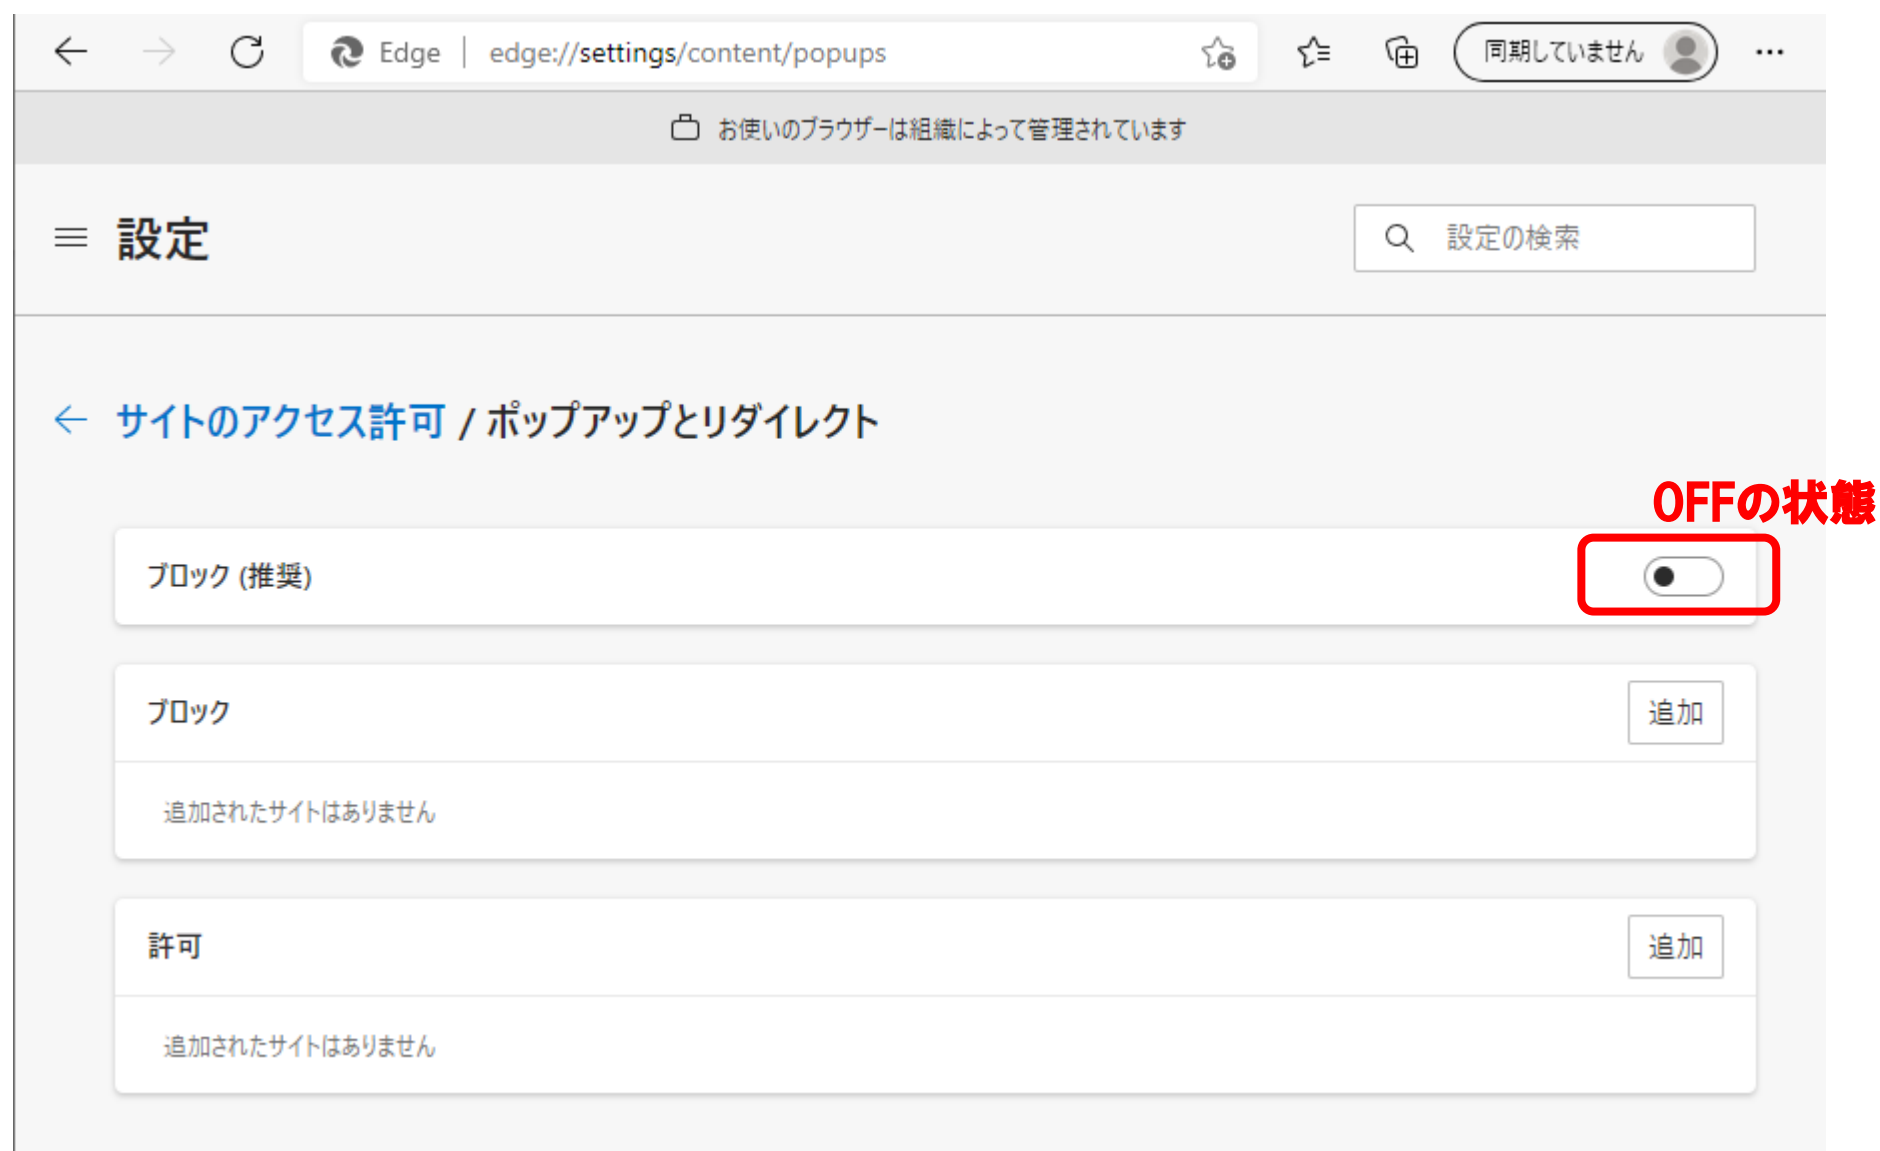 Edge | edge://settings/content/popups 同期していません
お使いのブラウザーは組織によって管理されています
設定 設定の検索
サイトのアクセス許可 / ポップアップとリダイレクト
OFFの状態
ブロック (推奨)
ブロック 追加
追加されたサイトはありません
許可 追加
追加されたサイトはありません